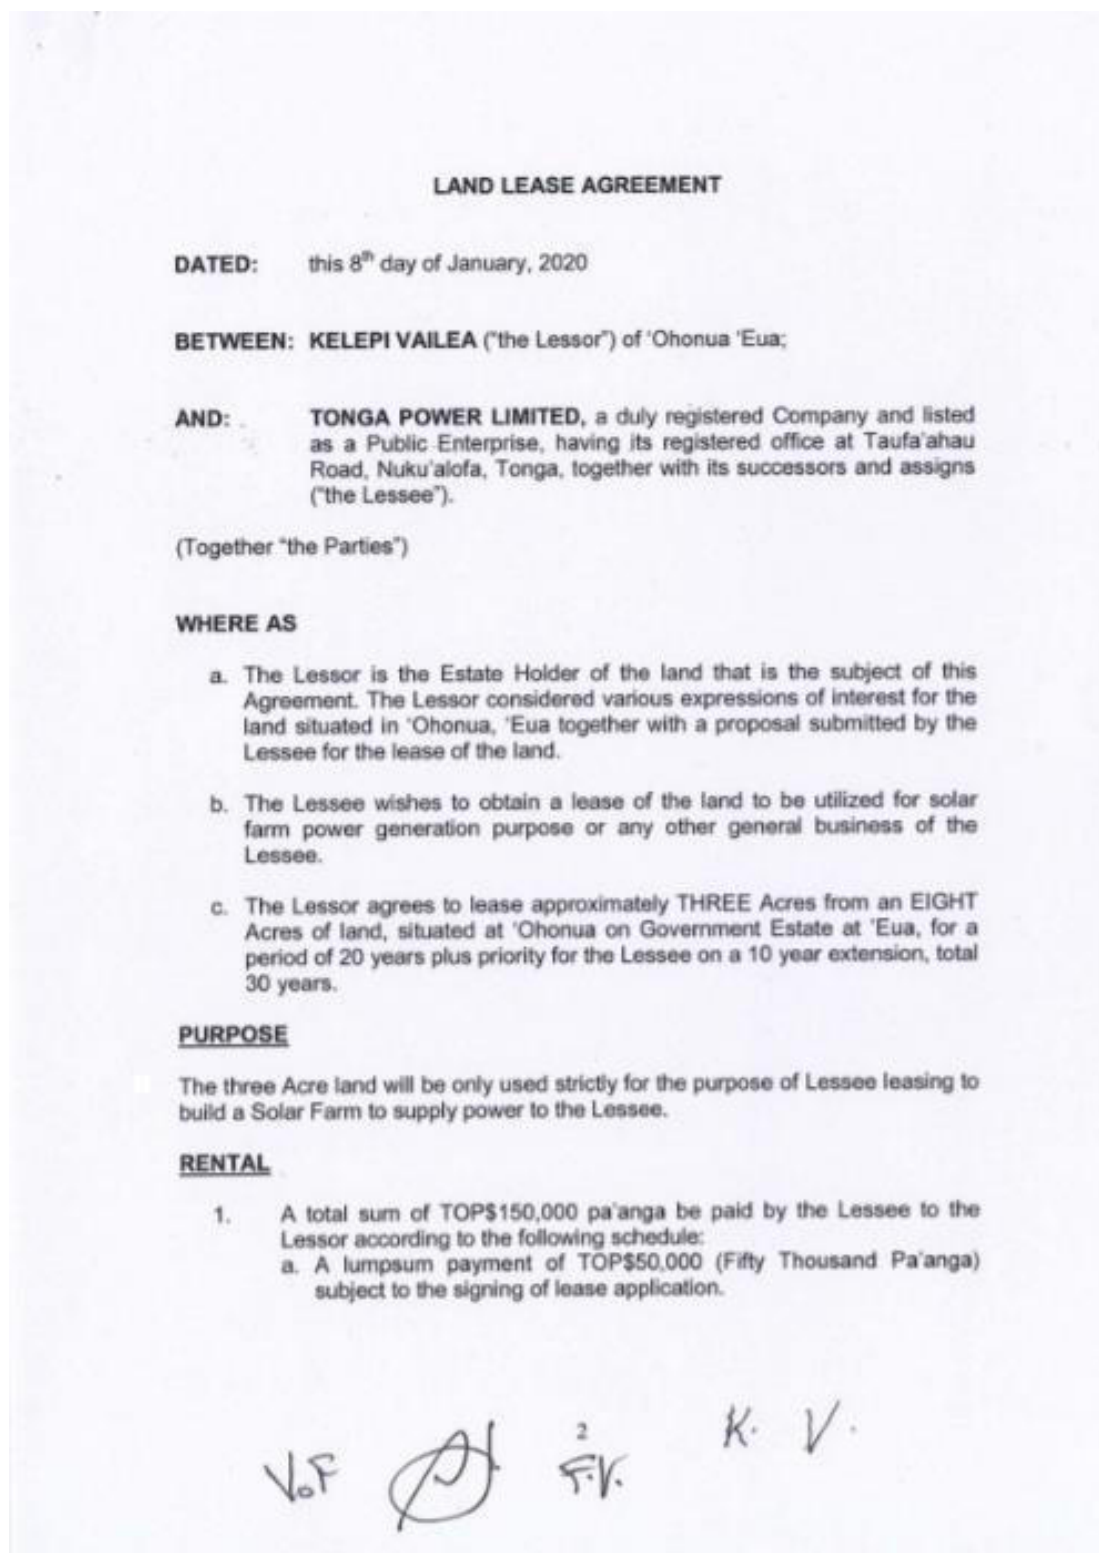 LAND LEASE AGREEMENT
DATED: this 8th day of January, 2020
BETWEEN: KELEPI VAILEA ("the Lessor") of 'Ohonua 'Eua;
AND: TONGA POWER LIMITED, a duly registered Company and listed
as a Public Enterprise, having its registered office at Taufa'ahau
Road, Nuku'alofa, Tonga, together with its successors and assigns
("the Lessee").
(Together "the Parties")
WHERE AS
a. The Lessor is the Estate Holder of the land that is the subject of this
Agreement. The Lessor considered various expressions of interest for the
land situated in 'Ohonua, 'Eua together with a proposal submitted by the
Lessee for the lease of the land.
b. The Lessee wishes to obtain a lease of the land to be utilized for solar
farm power generation purpose or any other general business of the
Lessee.
c. The Lessor agrees to lease approximately THREE Acres from an EIGHT
Acres of land, situated at 'Ohonua on Government Estate at 'Eua, for a
period of 20 years plus priority for the Lessee on a 10 year extension, total
30 years.
PURPOSE
The three Acre land will be only used strictly for the purpose of Lessee leasing to
build a Solar Farm to supply power to the Lessee.
RENTAL
1. A total sum of TOP$150,000 pa'anga be paid by the Lessee to the
Lessor according to the following schedule:
a. A lumpsum payment of TOP$50,000 (Fifty Thousand Pa'anga)
subject to the signing of lease application.
2
V.F F.V. K. V.